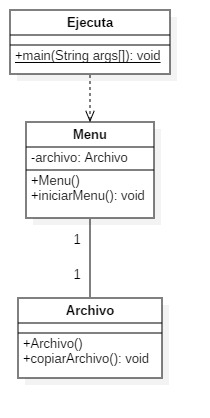 Ejecuta
+main(String args[]): void
Menu
-archivo: Archivo
+Menu()
+iniciarMenu(): void
1
1
Archivo
+Archivo()
+copiarArchivo(): void